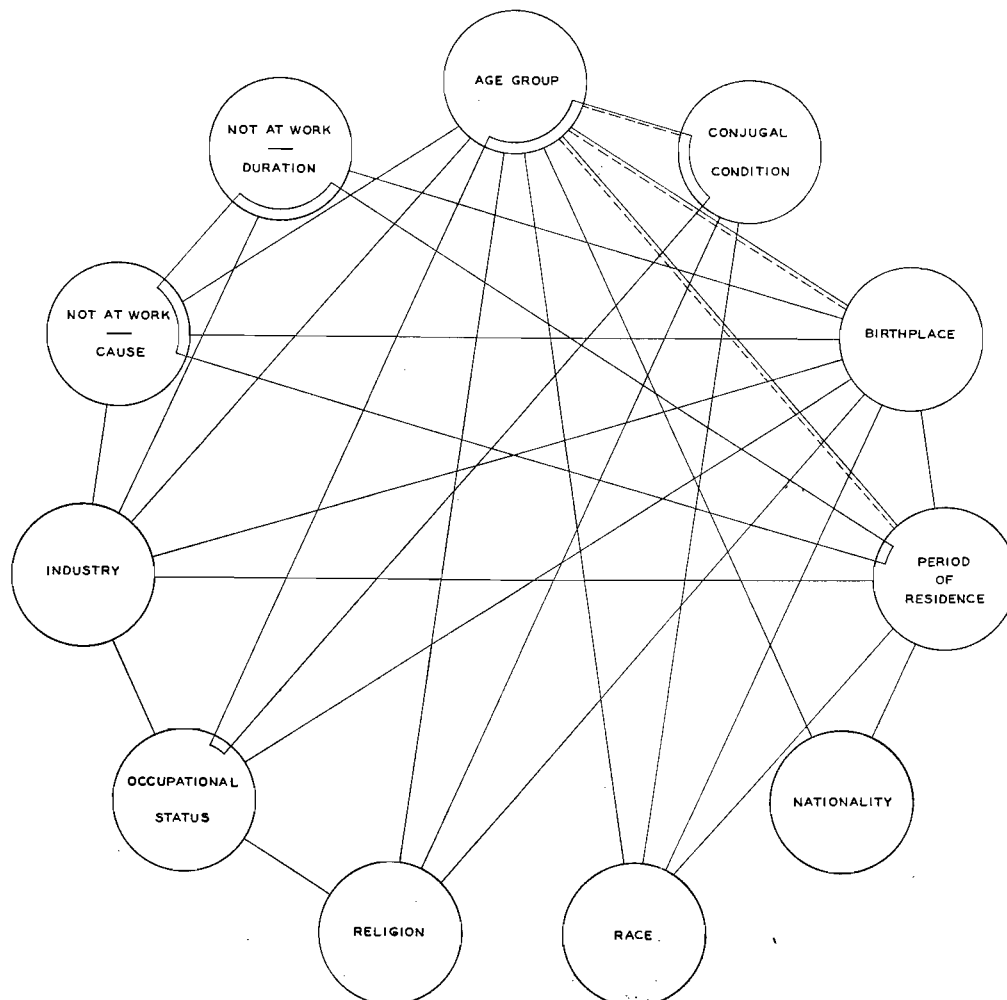 AGE GROUP
NOT AT WORK
DURATION
CONJUGAL
CONDITION
NOT AT WORK
CAUSE
BIRTHPLACE
INDUSTRY
PERIOD
OF
RESIDENCE
OCCUPATIONAL
STATUS
NATIONALITY
RELIGION
RACE